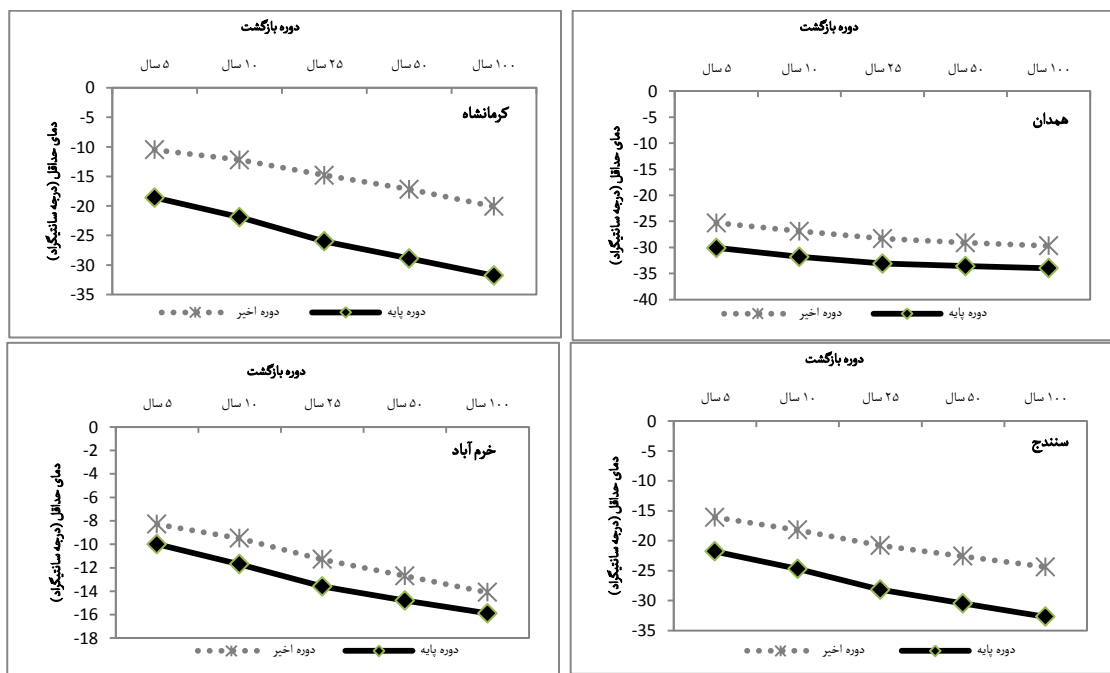 دوره بازگشت
۵ سال ۱۰ سال ۲۵ سال ۵۰ سال ۱۰۰ سال
0
-5
-10
-15
-20
-25
-30
-35
دمای حداقل (درجه سانتیگراد)
کرمانشاه
دوره اخیر دوره پایه
دوره بازگشت
۵ سال ۱۰ سال ۲۵ سال ۵۰ سال ۱۰۰ سال
0
-5
-10
-15
-20
-25
-30
-35
-40
دمای حداقل (درجه سانتیگراد)
همدان
دوره اخیر دوره پایه
دوره بازگشت
۵ سال ۱۰ سال ۲۵ سال ۵۰ سال ۱۰۰ سال
0
-2
-4
-6
-8
-10
-12
-14
-16
-18
دمای حداقل (درجه سانتیگراد)
خرم آباد
دوره اخیر دوره پایه
دوره بازگشت
۵ سال ۱۰ سال ۲۵ سال ۵۰ سال ۱۰۰ سال
0
-5
-10
-15
-20
-25
-30
-35
دمای حداقل (درجه سانتیگراد)
سنندج
دوره اخیر دوره پایه